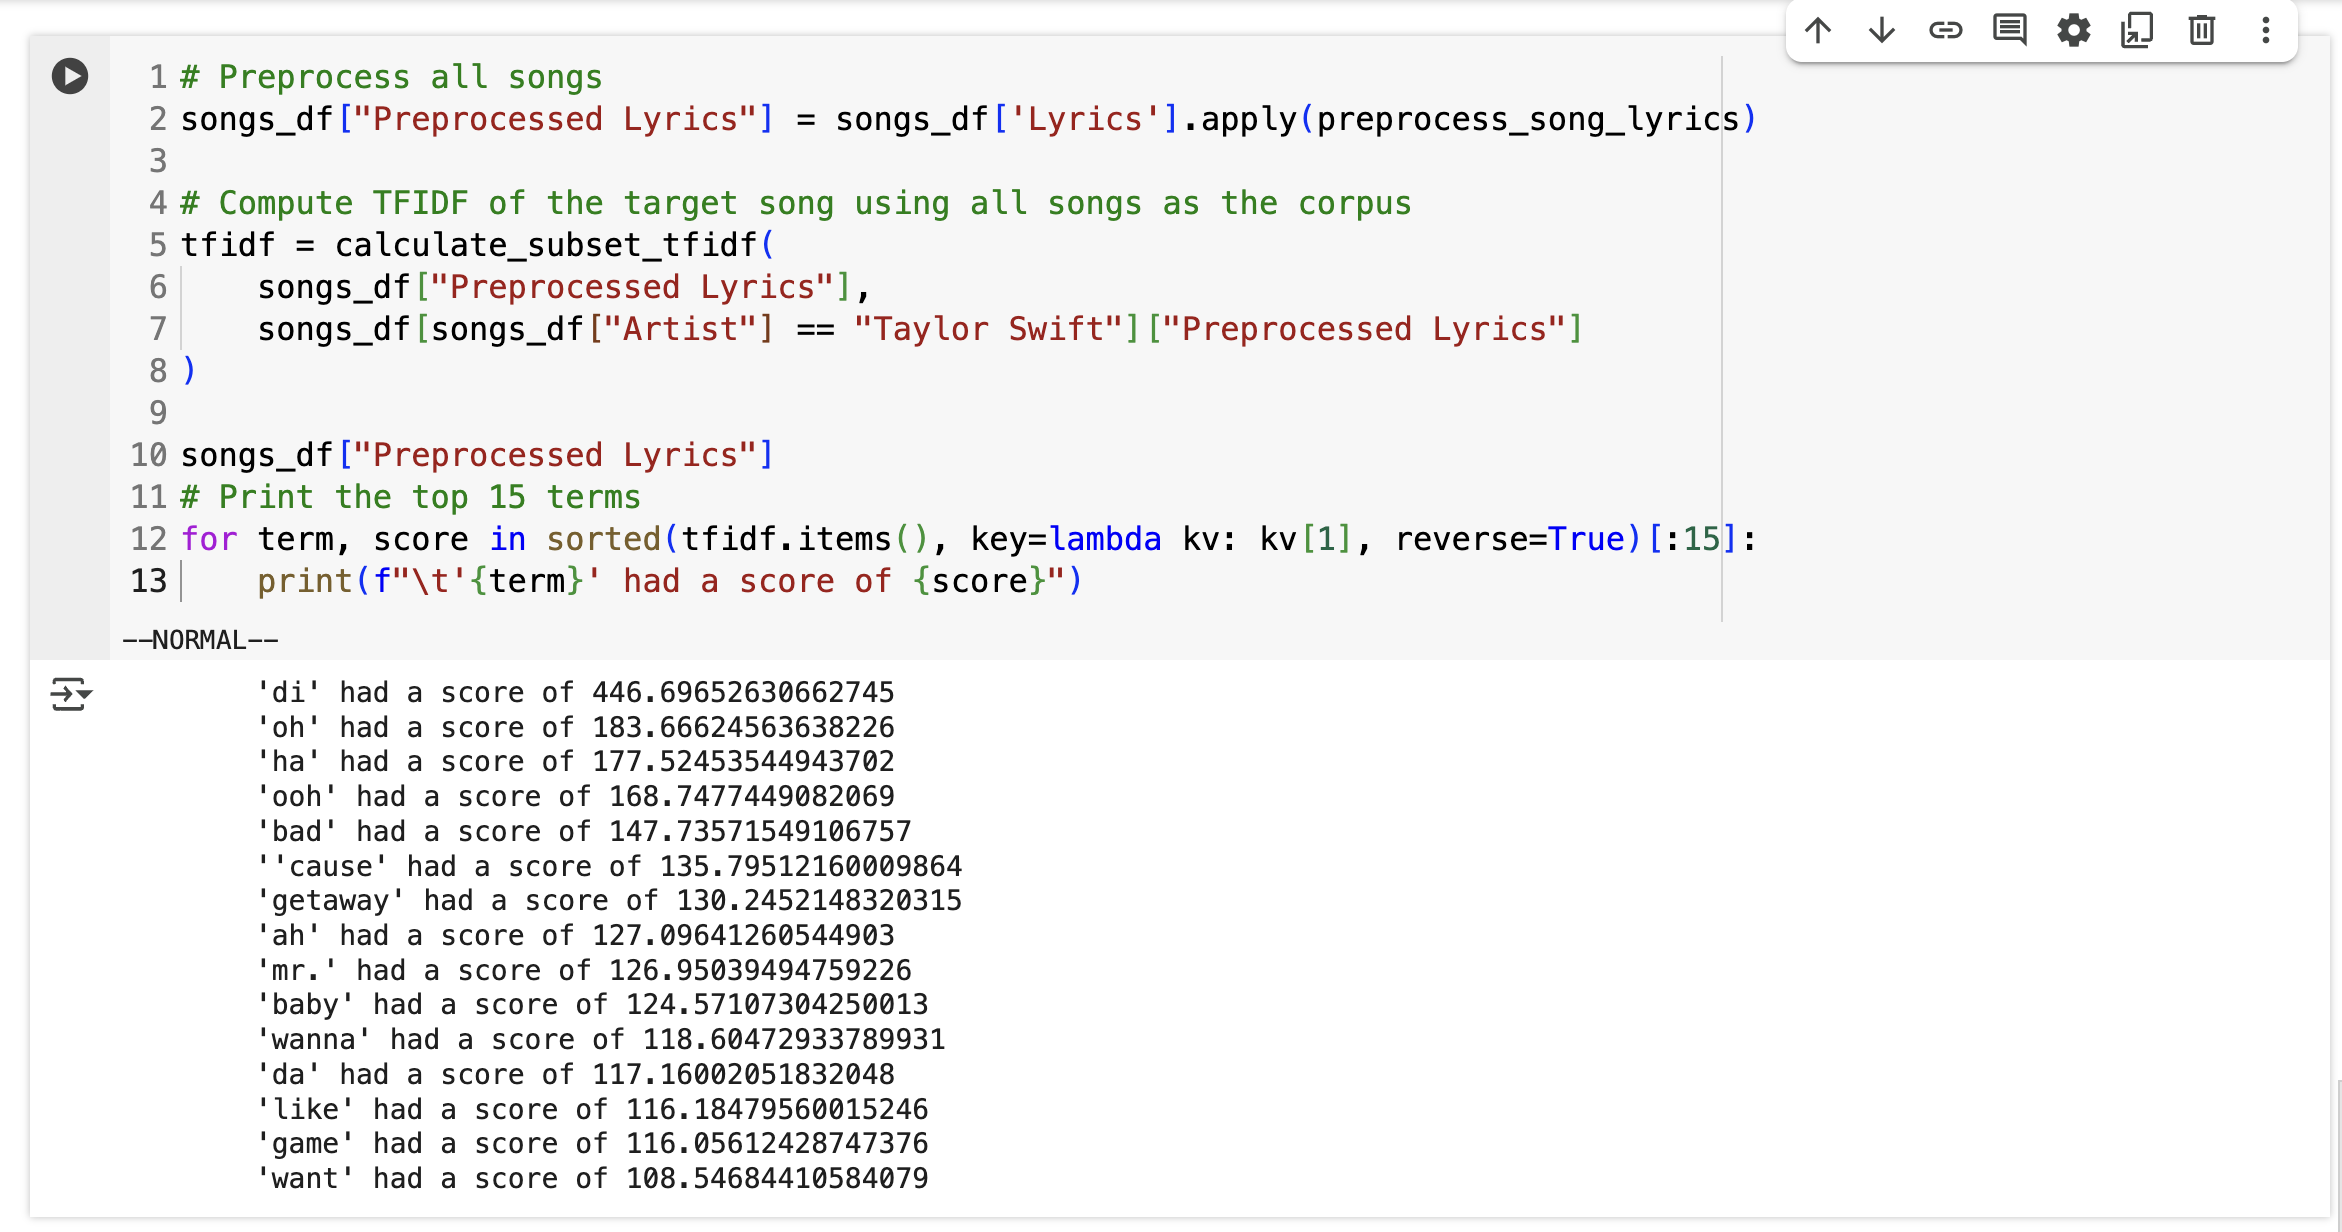 1 # Preprocess all songs
2 songs_df["Preprocessed Lyrics"] = songs_df['Lyrics'].apply(preprocess_song_lyrics)
3
4 # Compute TFIDF of the target song using all songs as the corpus
5 tfidf = calculate_subset_tfidf(
6     songs_df["Preprocessed Lyrics"],
7     songs_df[songs_df["Artist"] == "Taylor Swift"]["Preprocessed Lyrics"]
8 )
9
10 songs_df["Preprocessed Lyrics"]
11 # Print the top 15 terms
12 for term, score in sorted(tfidf.items(), key=lambda kv: kv[1], reverse=True)[:15]:
13     print(f"\t'{term}' had a score of {score}")
--NORMAL--
'di' had a score of 446.69652630662745
'oh' had a score of 183.66624563638226
'ha' had a score of 177.52453544943702
'ooh' had a score of 168.7477449082069
'bad' had a score of 147.73571549106757
''cause' had a score of 135.79512160009864
'getaway' had a score of 130.2452148320315
'ah' had a score of 127.09641260544903
'mr.' had a score of 126.95039494759226
'baby' had a score of 124.57107304250013
'wanna' had a score of 118.60472933789931
'da' had a score of 117.16002051832048
'like' had a score of 116.18479560015246
'game' had a score of 116.05612428747376
'want' had a score of 108.54684410584079